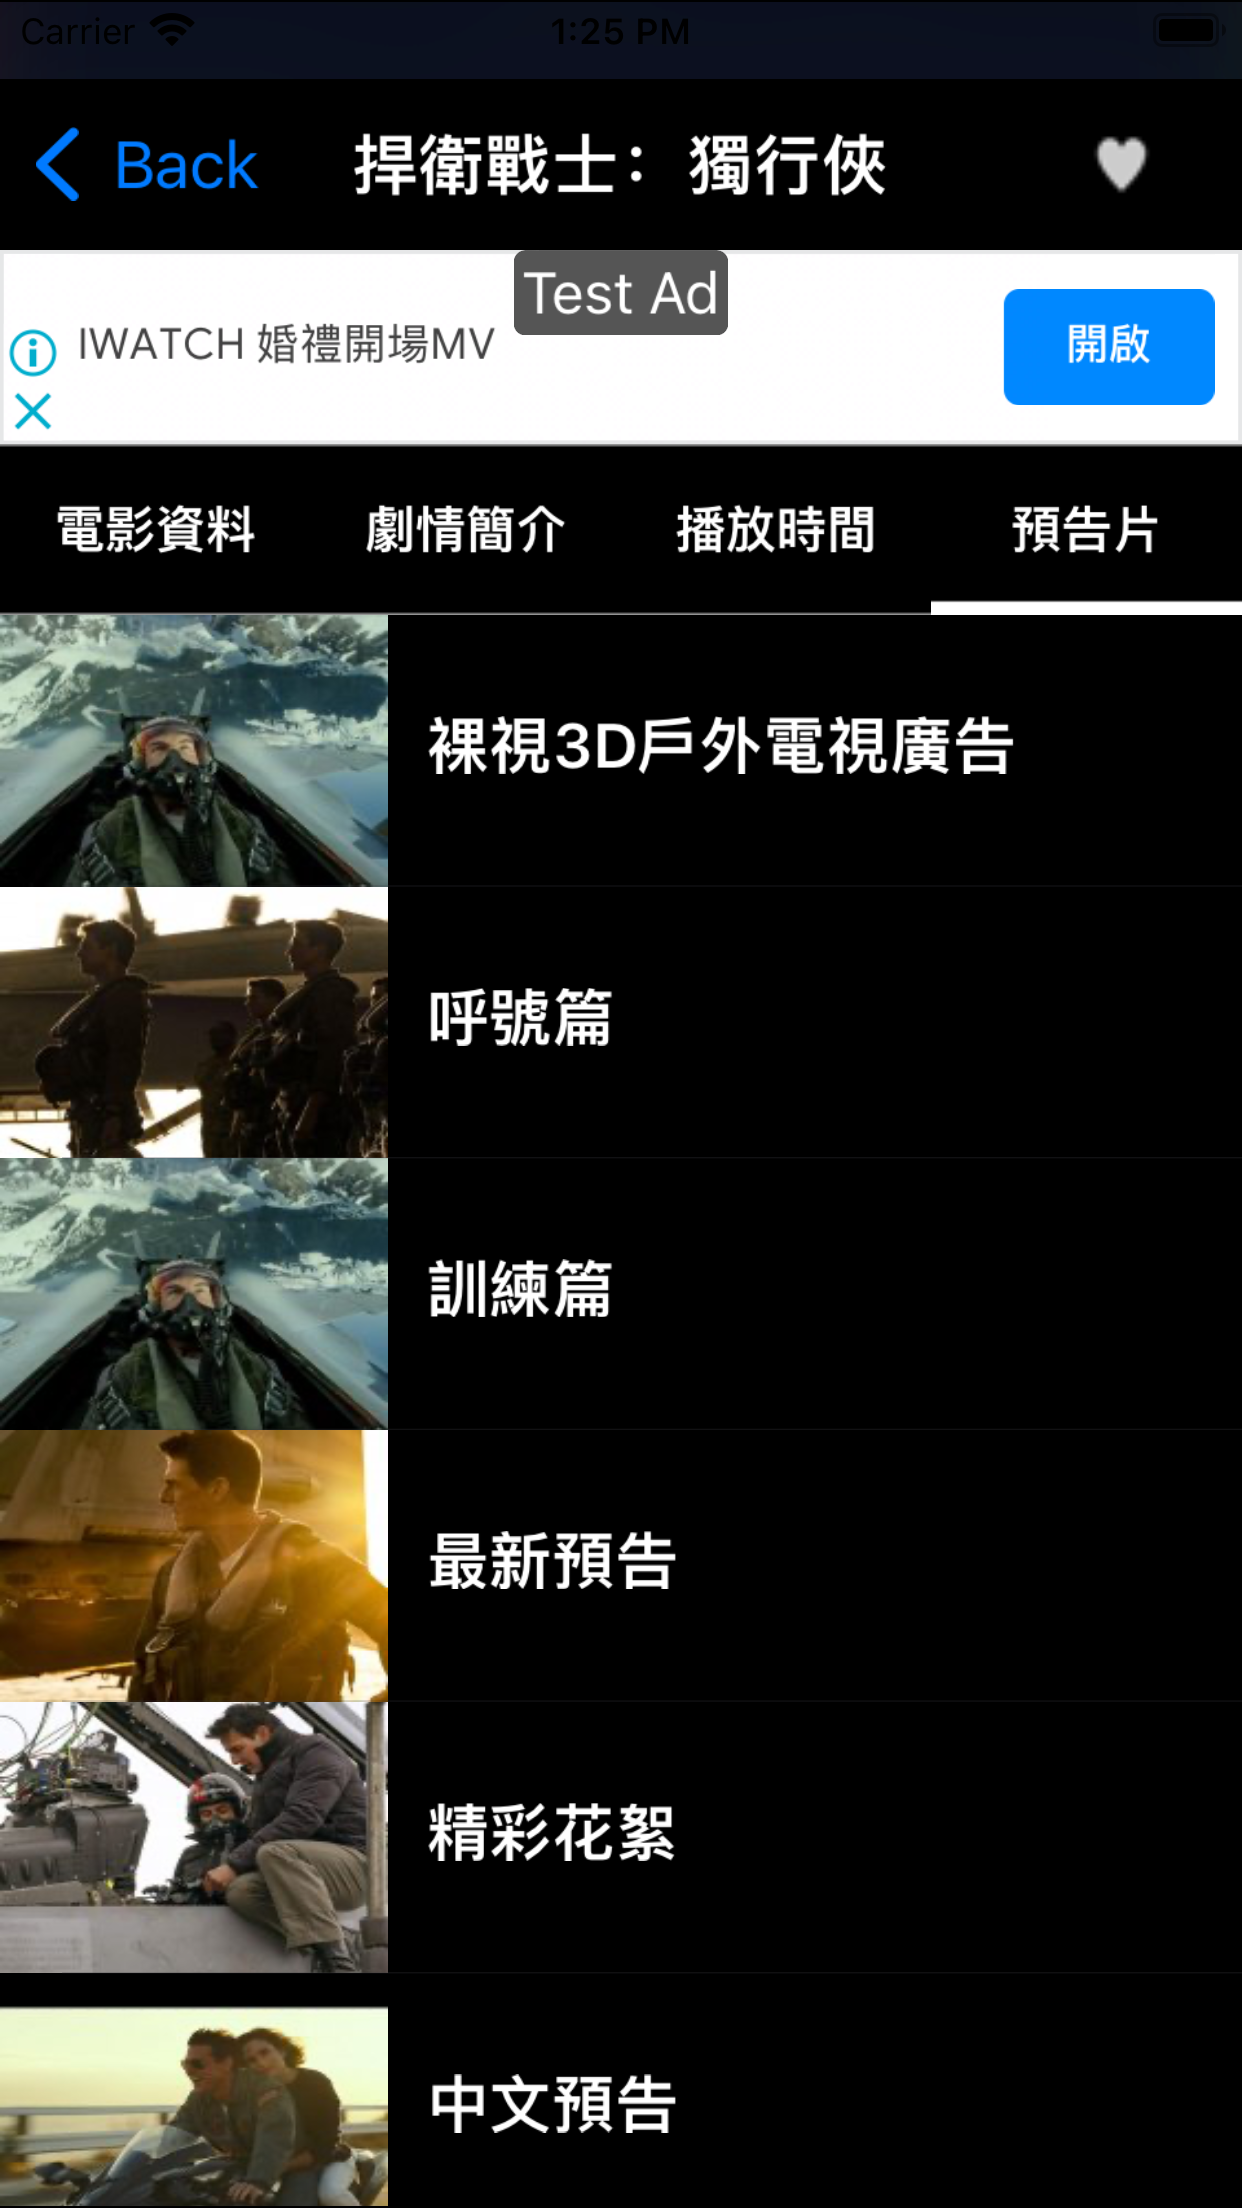 Carrier 1:25 PM
Back 捍衛戰士：獨行俠
Test Ad
IWATCH 婚禮開場MV
開啟
電影資料 劇情簡介 播放時間 預告片
裸視3D戶外電視廣告
呼號篇
訓練篇
最新預告
精彩花絮
中文預告